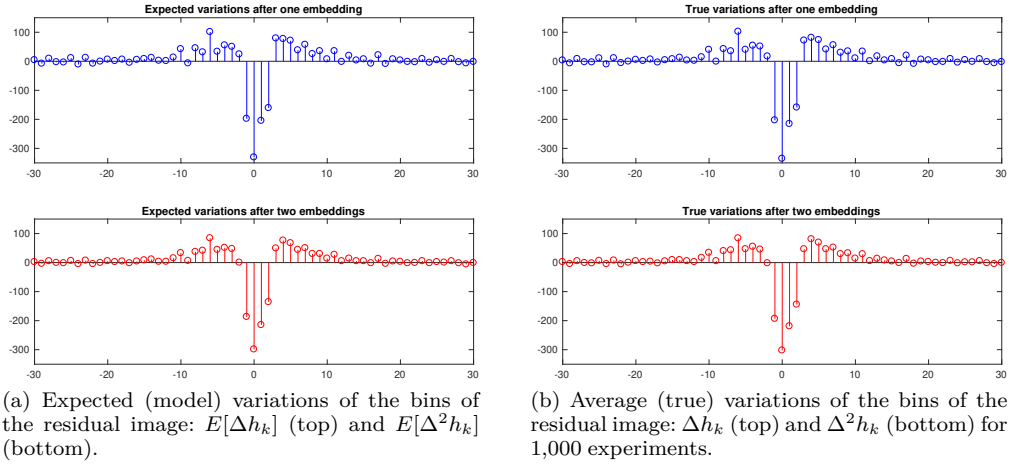 Expected variations after one embedding
100
0
-100
-200
-300
-30 -20 -10 0 10 20 30
Expected variations after two embeddings
100
0
-100
-200
-300
-30 -20 -10 0 10 20 30
(a) Expected (model) variations of the bins of
the residual image: E[Δh_k] (top) and E[Δ²h_k]
(bottom).
True variations after one embedding
100
0
-100
-200
-300
-30 -20 -10 0 10 20 30
True variations after two embeddings
100
0
-100
-200
-300
-30 -20 -10 0 10 20 30
(b) Average (true) variations of the bins of the
residual image: Δh_k (top) and Δ²h_k (bottom) for
1,000 experiments.